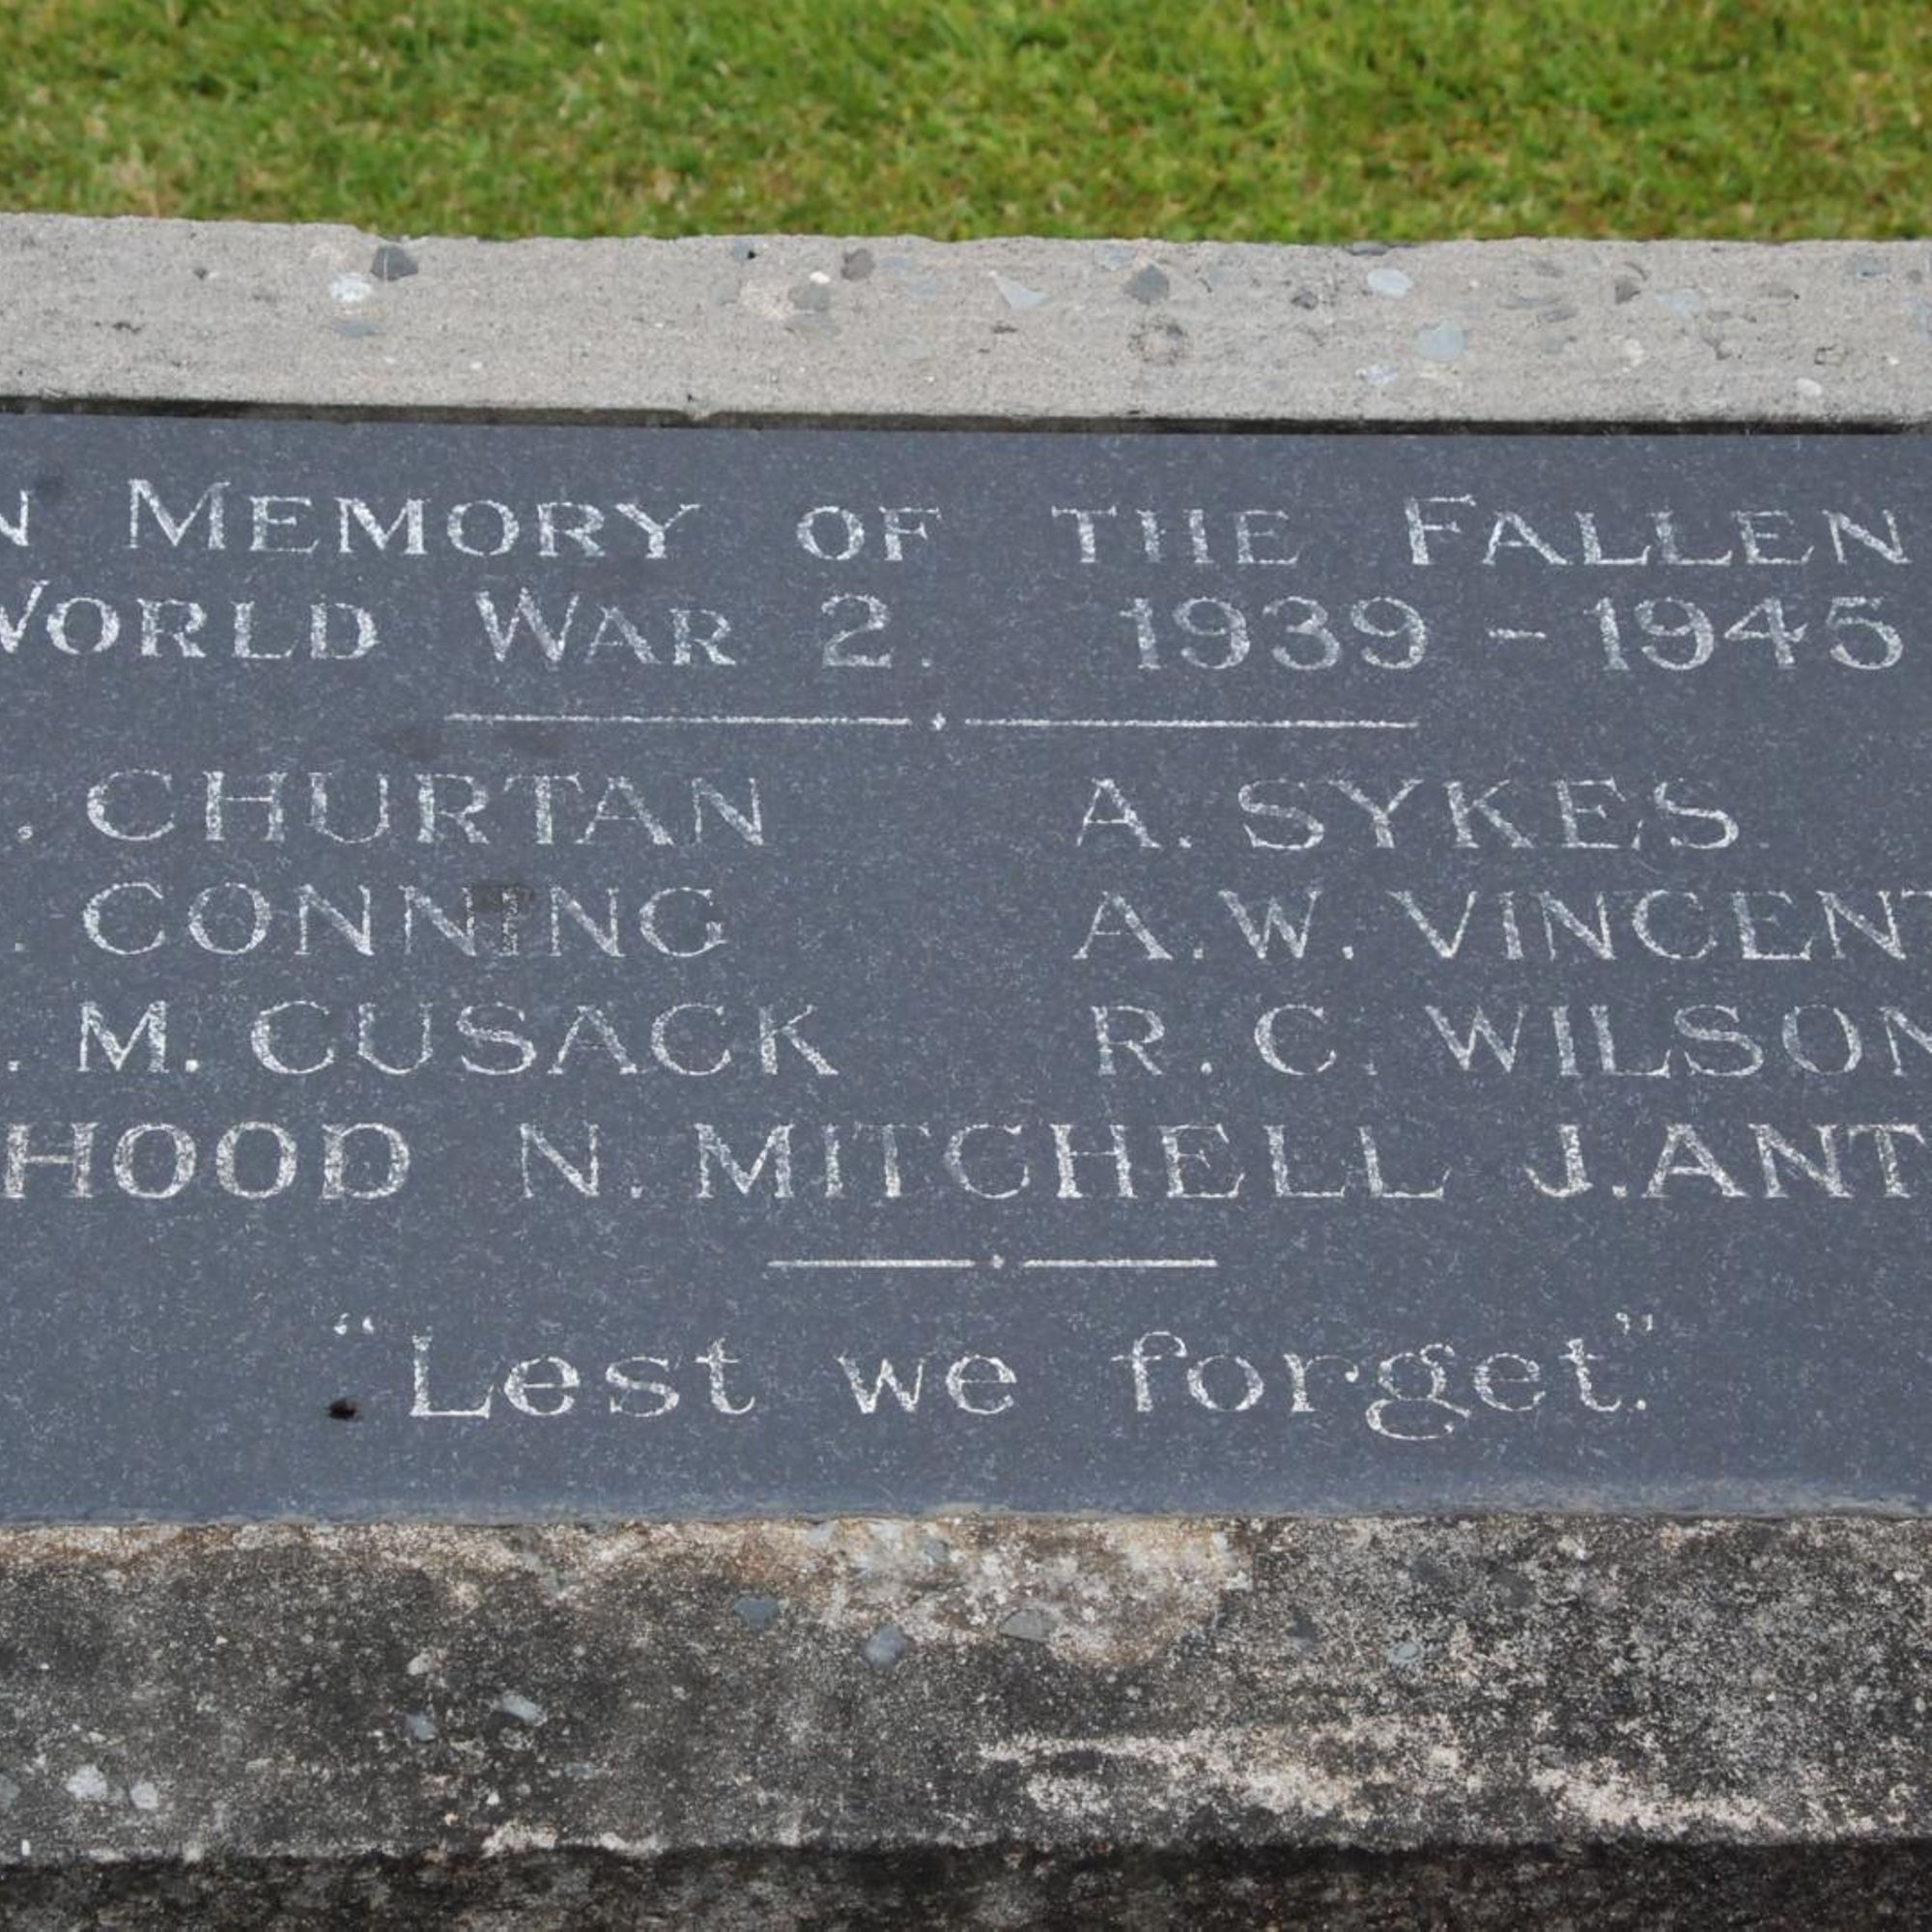 N MEMORY OF THE FALLEN
WORLD WAR 2. 1939 - 1945
. CHURTAN A. SYKES
. CONNING A.W. VINCENT
. M. CUSACK R.C. WILSON
HOOD N. MITCHELL J. ANT
"Lest we forget."